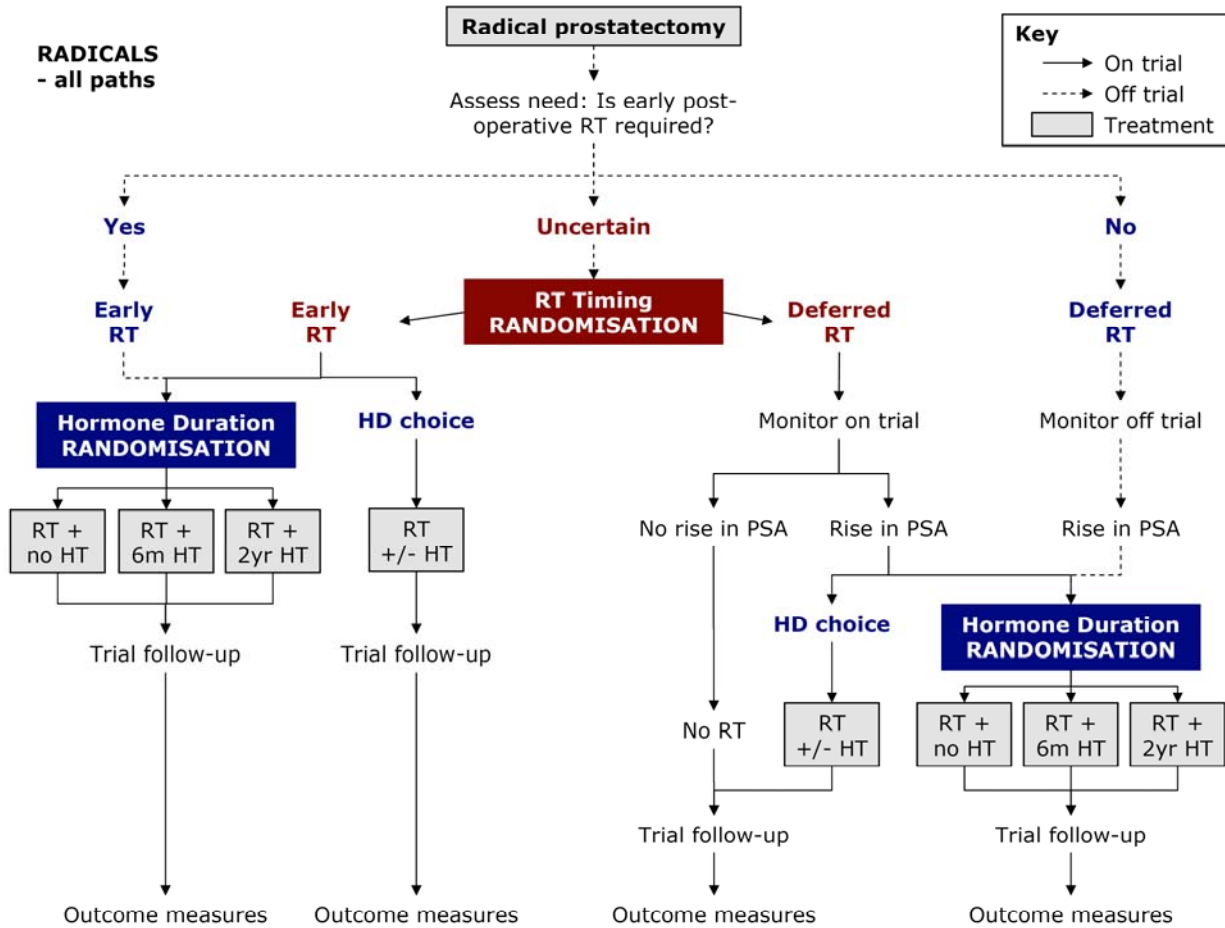 RADICALS
- all paths
Radical prostatectomy
Key
On trial
Off trial
Treatment
Assess need: Is early post-
operative RT required?
Yes
Uncertain
No
Early
RT
Early
RT
RT Timing
RANDOMISATION
Deferred
RT
Deferred
RT
Hormone Duration
RANDOMISATION
HD choice
Monitor on trial
Monitor off trial
RT +
no HT
RT +
6m HT
RT +
2yr HT
RT
+/- HT
No rise in PSA
Rise in PSA
Rise in PSA
Trial follow-up
Trial follow-up
HD choice
Hormone Duration
RANDOMISATION
No RT
RT
+/- HT
RT +
no HT
RT +
6m HT
RT +
2yr HT
Trial follow-up
Trial follow-up
Outcome measures
Outcome measures
Outcome measures
Outcome measures